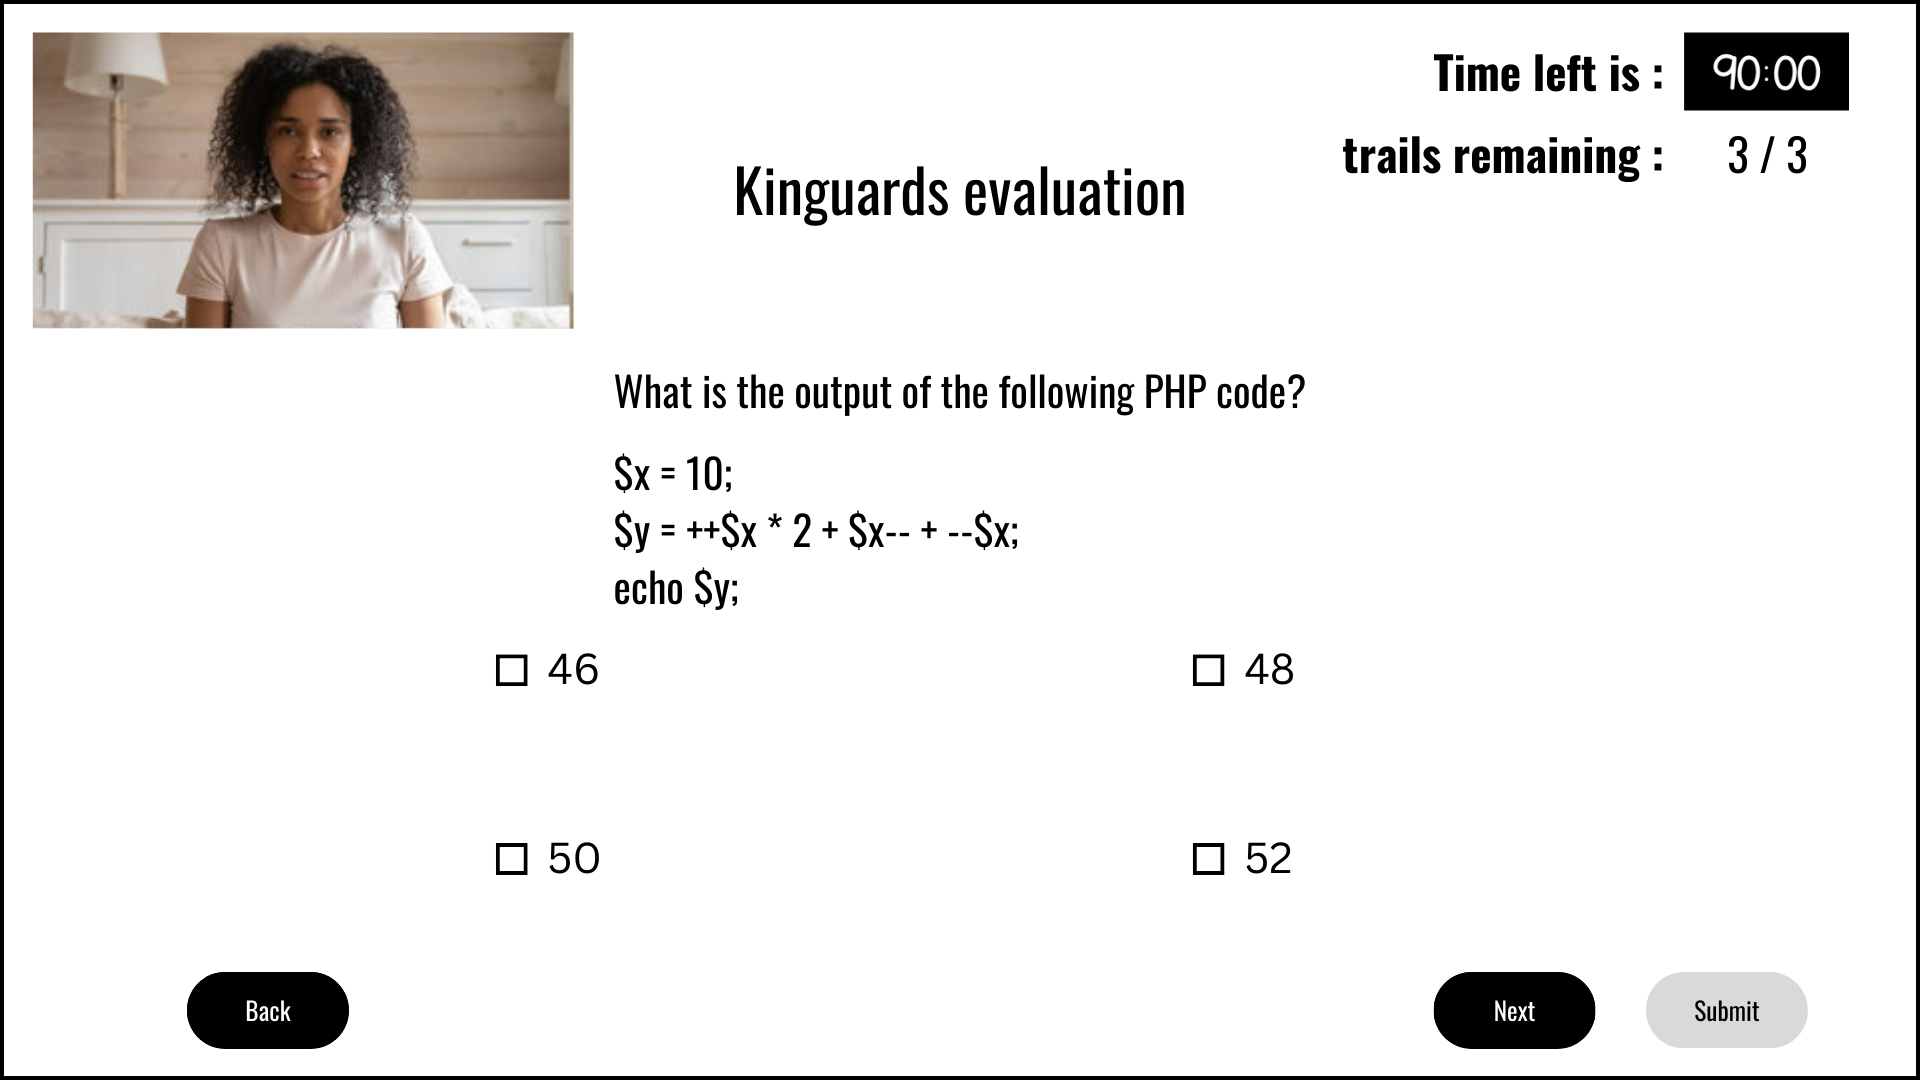 Time left is : 90:00
trails remaining : 3 / 3
Kinguards evaluation
What is the output of the following PHP code?
$x = 10;
$y = ++$x * 2 + $x-- + --$x;
echo $y;
46
48
50
52
Back
Next
Submit